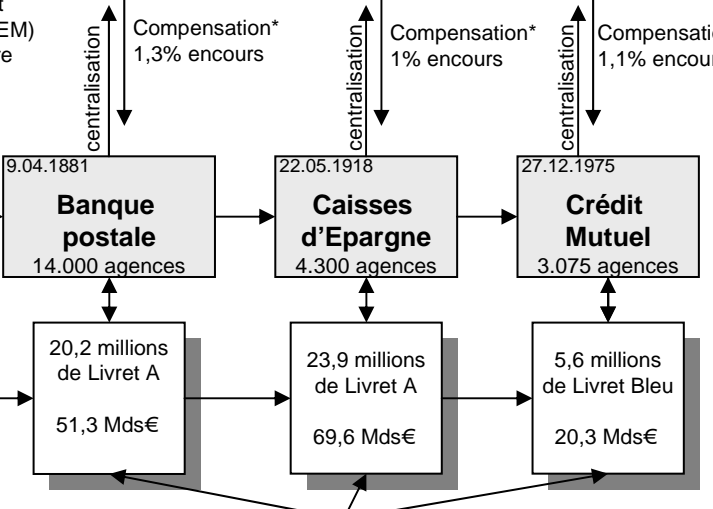 EM)
centralisation
Compensation*
1,3% encours
centralisation
Compensation*
1% encours
centralisation
1,1%
9.04.1881
Banque
postale
14.000 agences
22.05.1918
Caisses
d'Epargne
4.300 agences
27.12.1975
Crédit
Mutuel
3.075 agences
20,2 millions
de Livret A
51,3 Mds€
23,9 millions
de Livret A
69,6 Mds€
5,6 millions
de Livret Bleu
20,3 Mds€